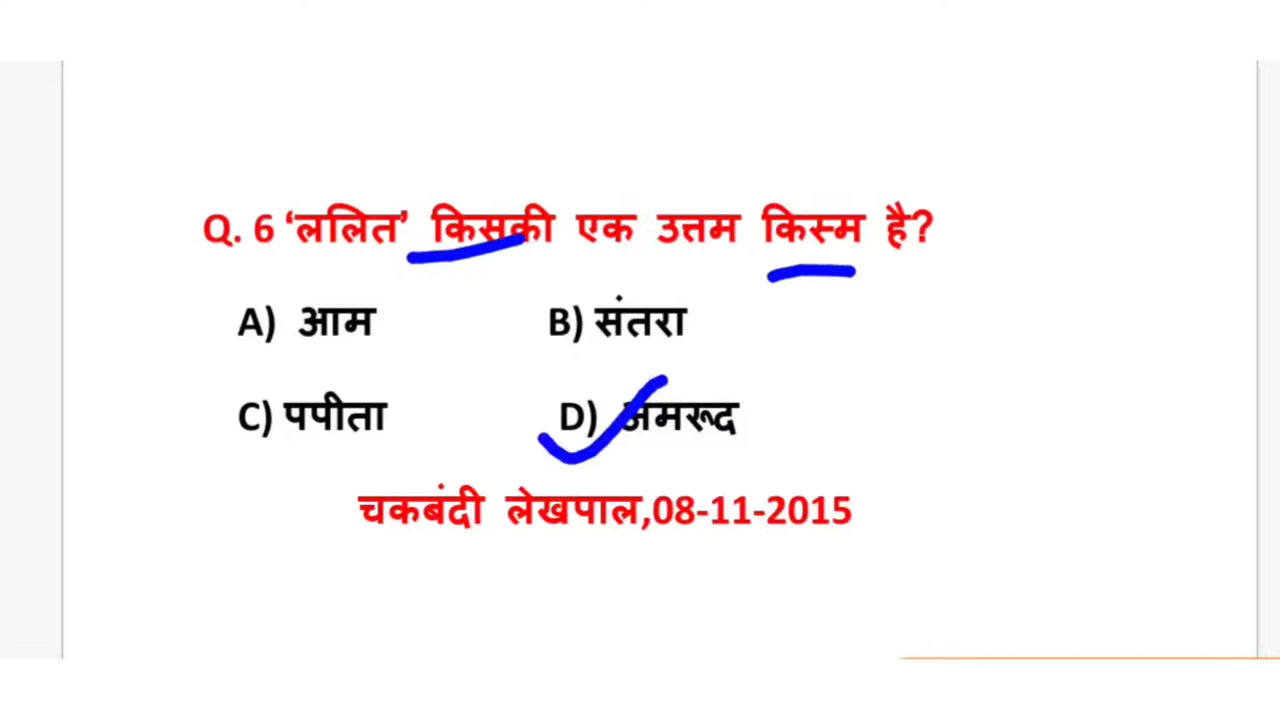 Q. 6 ‘ललित’ किसकी एक उत्तम किस्म है?
A) आम B) संतरा
C) पपीता D) अमरूद
चकबंदी लेखपाल,08-11-2015